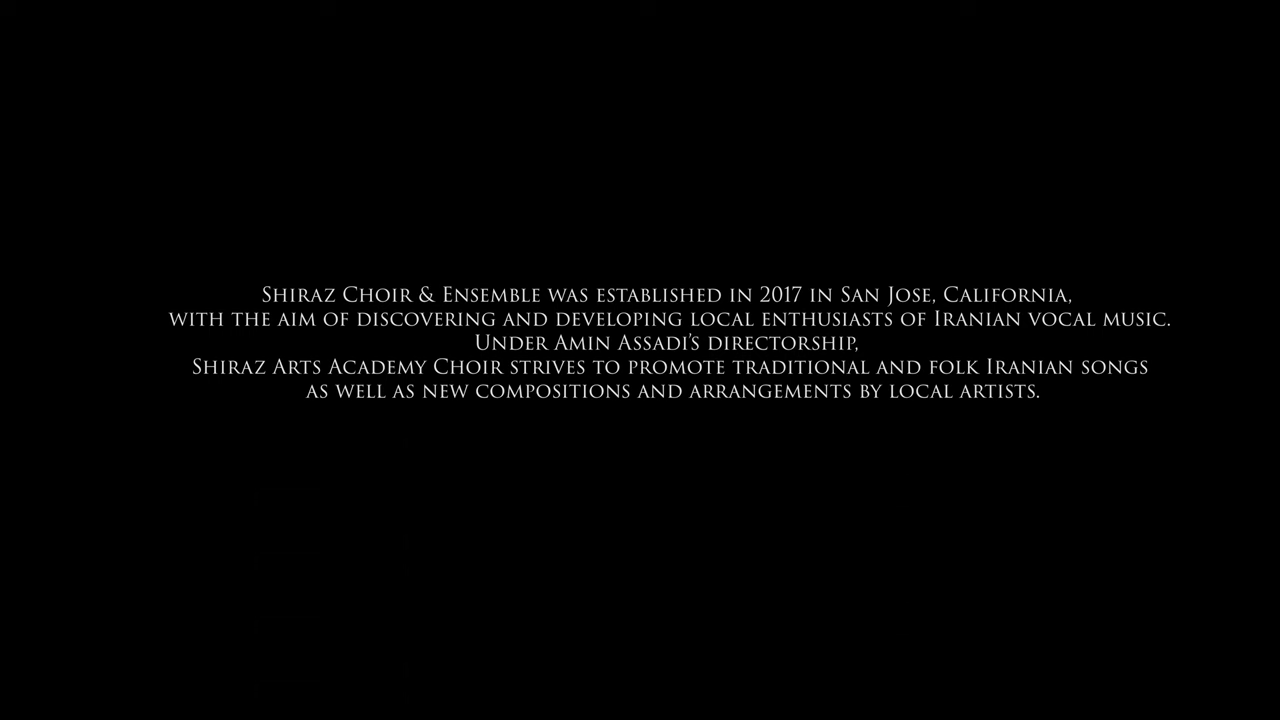 Shiraz Choir & Ensemble was established in 2017 in San Jose, California,
with the aim of discovering and developing local enthusiasts of Iranian vocal music.
Under Amin Assadi's directorship,
Shiraz Arts Academy Choir strives to promote traditional and folk Iranian songs
as well as new compositions and arrangements by local artists.